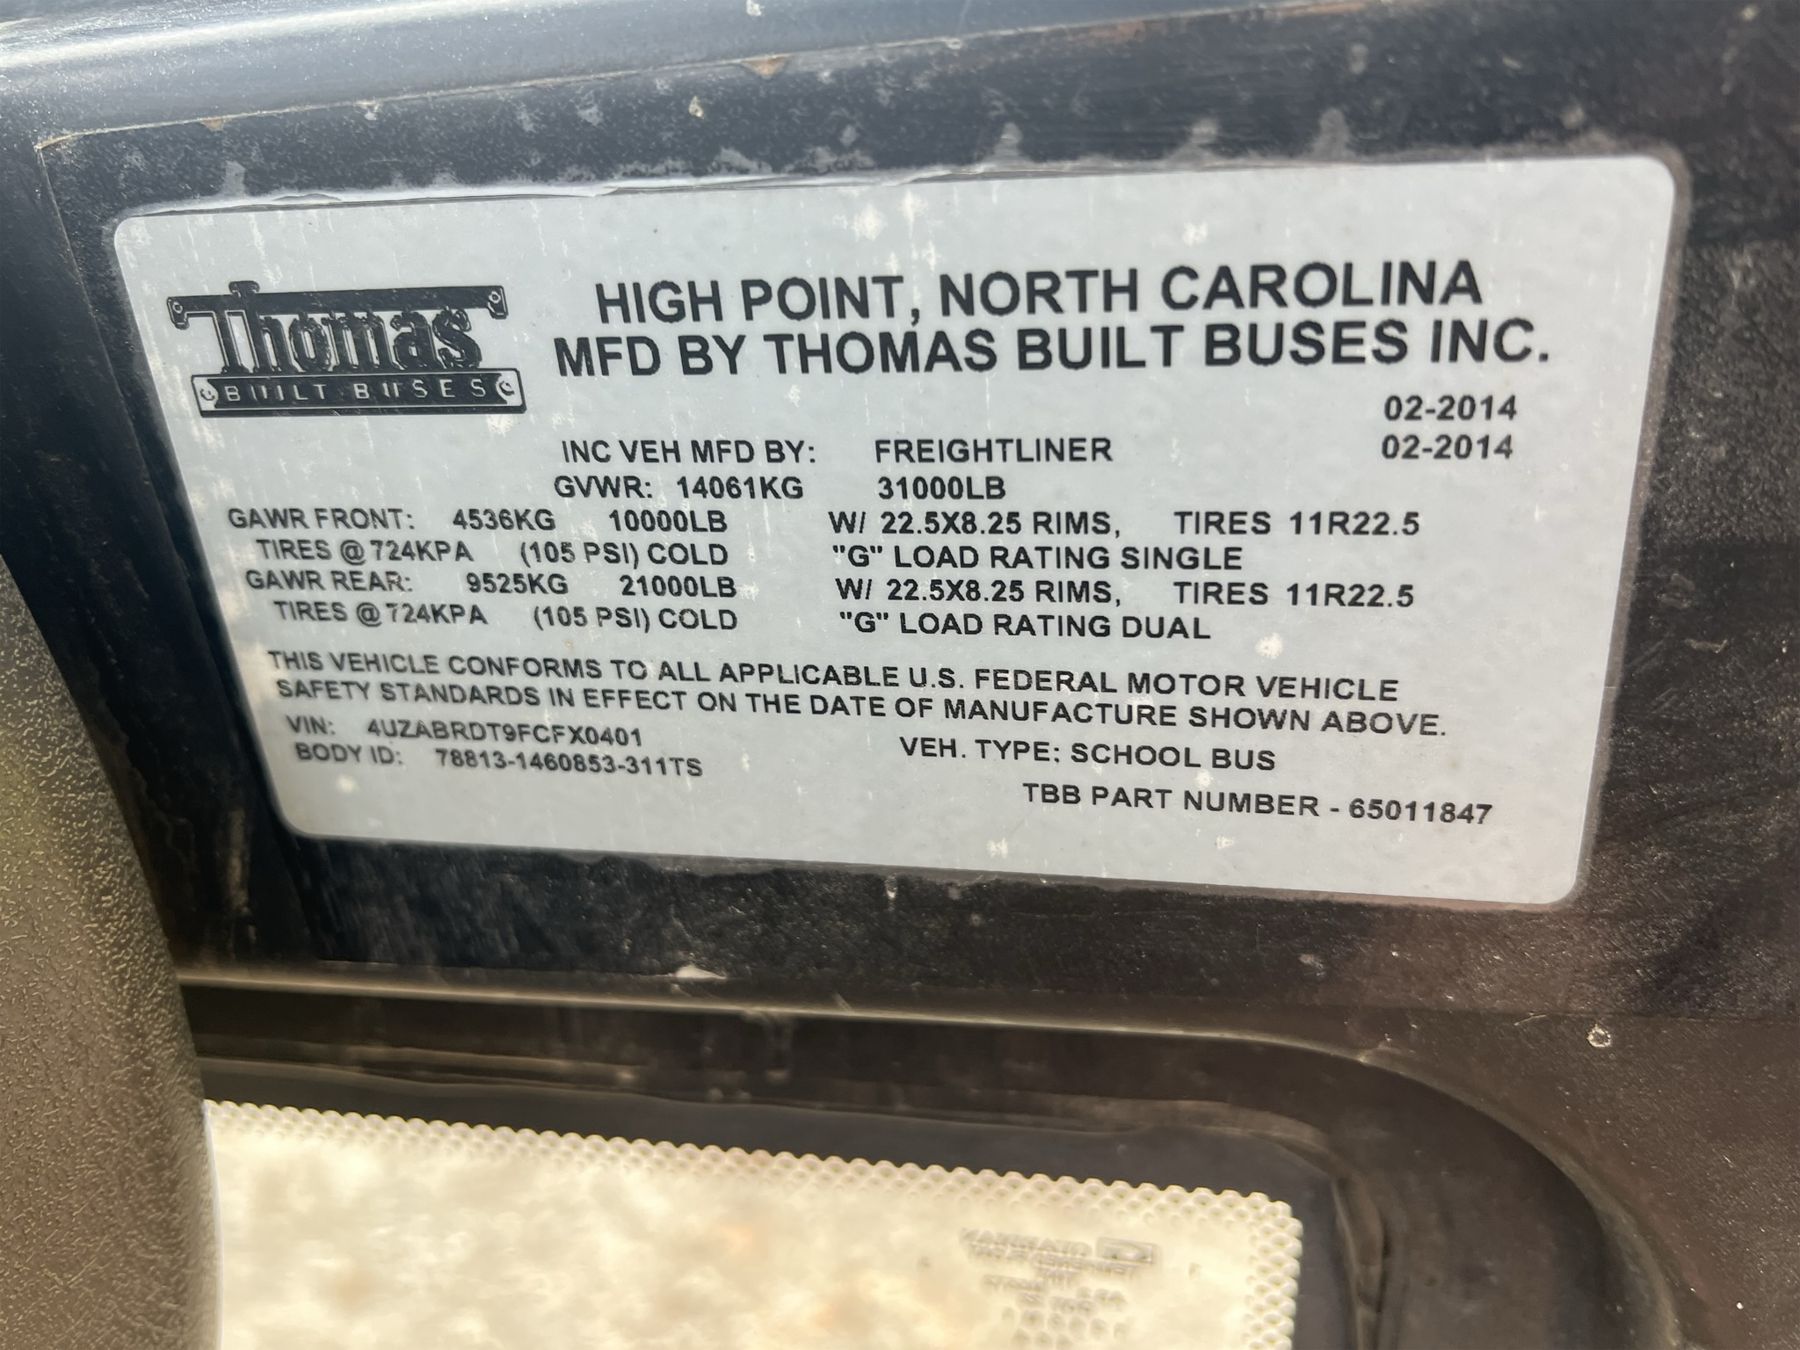 Thomas
BUILT BUSES
HIGH POINT, NORTH CAROLINA
MFD BY THOMAS BUILT BUSES INC.
02-2014
INC VEH MFD BY: FREIGHTLINER 02-2014
GVWR: 14061KG 31000LB
GAWR FRONT: 4536KG 10000LB W/ 22.5X8.25 RIMS, TIRES 11R22.5
TIRES @ 724KPA (105 PSI) COLD "G" LOAD RATING SINGLE
GAWR REAR: 9525KG 21000LB W/ 22.5X8.25 RIMS, TIRES 11R22.5
TIRES @ 724KPA (105 PSI) COLD "G" LOAD RATING DUAL
THIS VEHICLE CONFORMS TO ALL APPLICABLE U.S. FEDERAL MOTOR VEHICLE
SAFETY STANDARDS IN EFFECT ON THE DATE OF MANUFACTURE SHOWN ABOVE.
VIN: 4UZABRDT9FCFX0401
VEH. TYPE: SCHOOL BUS
BODY ID: 78813-1460853-311TS
TBB PART NUMBER - 65011847